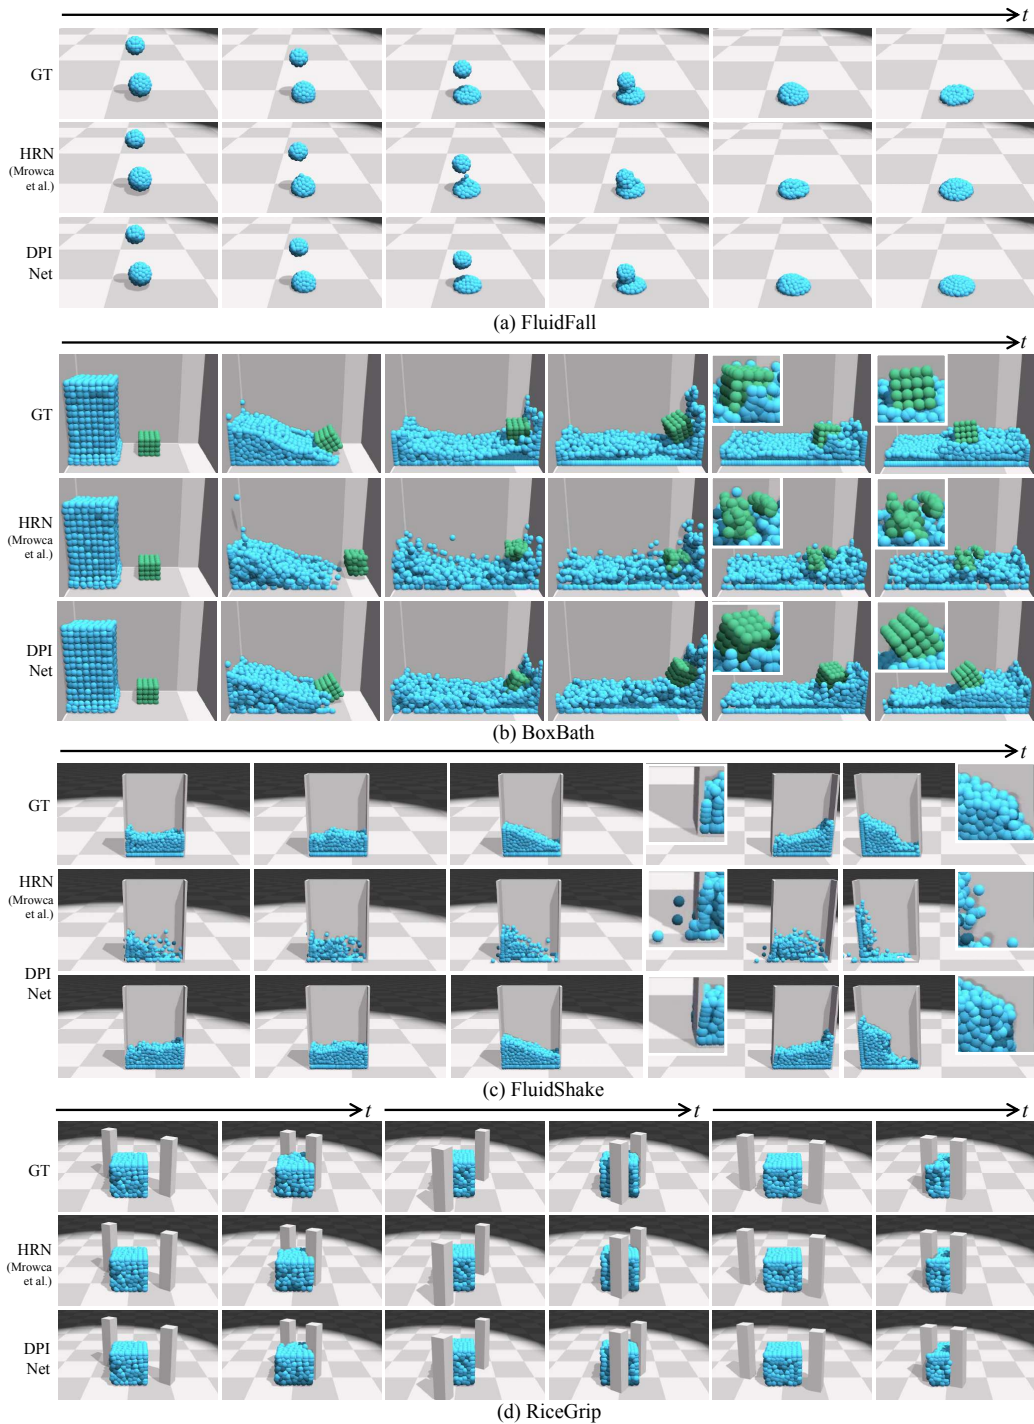 t
GT
HRN
(Mrowca
et al.)
DPI
Net
(a) FluidFall
t
GT
HRN
(Mrowca
et al.)
DPI
Net
(b) BoxBath
t
GT
HRN
(Mrowca
et al.)
DPI
Net
(c) FluidShake
t t t
GT
HRN
(Mrowca
et al.)
DPI
Net
(d) RiceGrip